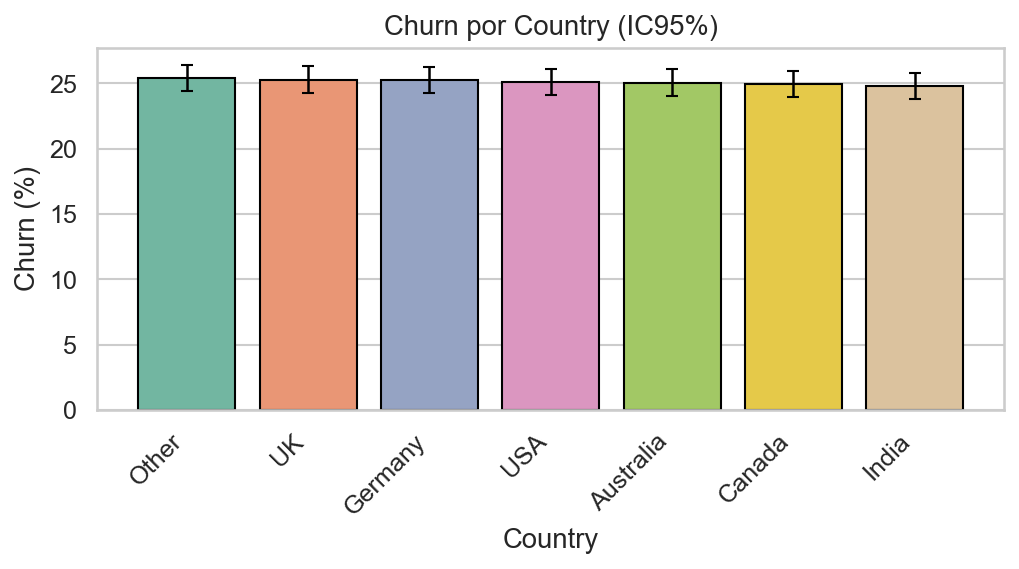 Churn por Country (IC95%)
Churn (%)
25
20
15
10
5
0
Other
UK
Germany
USA
Australia
Canada
India
Country